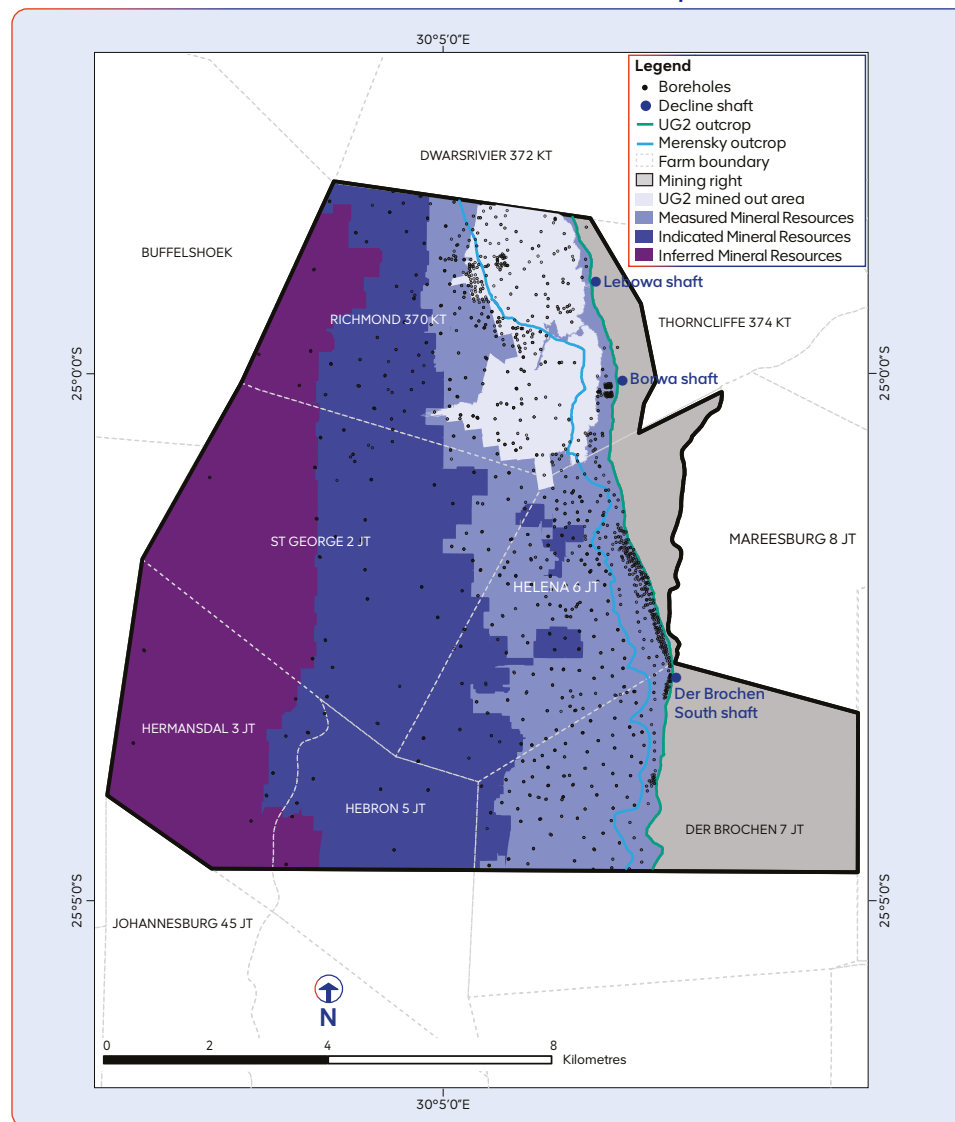 30°5'0"E
Legend
Boreholes
Decline shaft
UG2 outcrop
Merensky outcrop
Farm boundary
Mining right
UG2 mined out area
Measured Mineral Resources
Indicated Mineral Resources
Inferred Mineral Resources
DWARSRIVIER 372 KT
BUFFELSHOEK
Lebowa shaft
RICHMOND 370 KT
THORNCLIFFE 374 KT
25°0'0"S
25°0'0"S
Borwa shaft
ST GEORGE 2 JT
MAREESBURG 8 JT
HELENA 6 JT
Der Brochen
South shaft
HERMANSDAL 3 JT
HEBRON 5 JT
DER BROCHEN 7 JT
25°5'0"S
25°5'0"S
JOHANNESBURG 45 JT
N
0 2 4 8
Kilometres
30°5'0"E